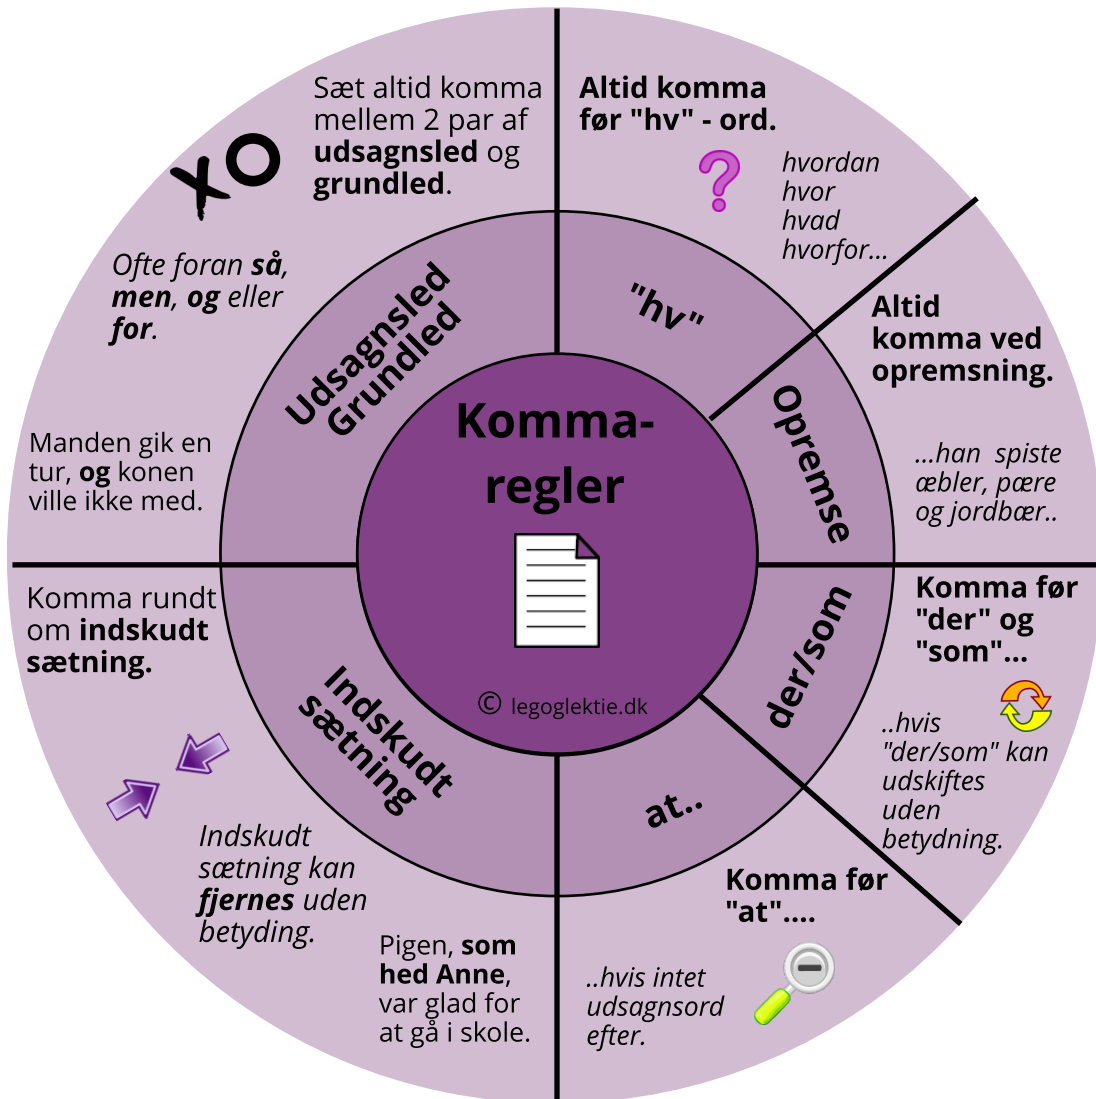 Komma-
regler
© legoglektie.dk
Udsagnsled
Grundled
Sæt altid komma
mellem 2 par af
udsagnsled og
grundled.
XO
Ofte foran så,
men, og eller
for.
Manden gik en
tur, og konen
ville ikke med.
"hv"
Altid komma
før "hv" - ord.
?
hvordan
hvor
hvad
hvorfor...
Opremse
Altid
komma ved
opremsning.
...han spiste
æbler, pære
og jordbær..
der/som
Komma før
"der" og
"som"...
..hvis
"der/som" kan
udskiftes
uden
betydning.
at..
Komma før
"at"....
..hvis intet
udsagnsord
efter.
Indskudt
sætning
Komma rundt
om indskudt
sætning.
Indskudt
sætning kan
fjernes uden
betyding.
Pigen, som
hed Anne,
var glad for
at gå i skole.